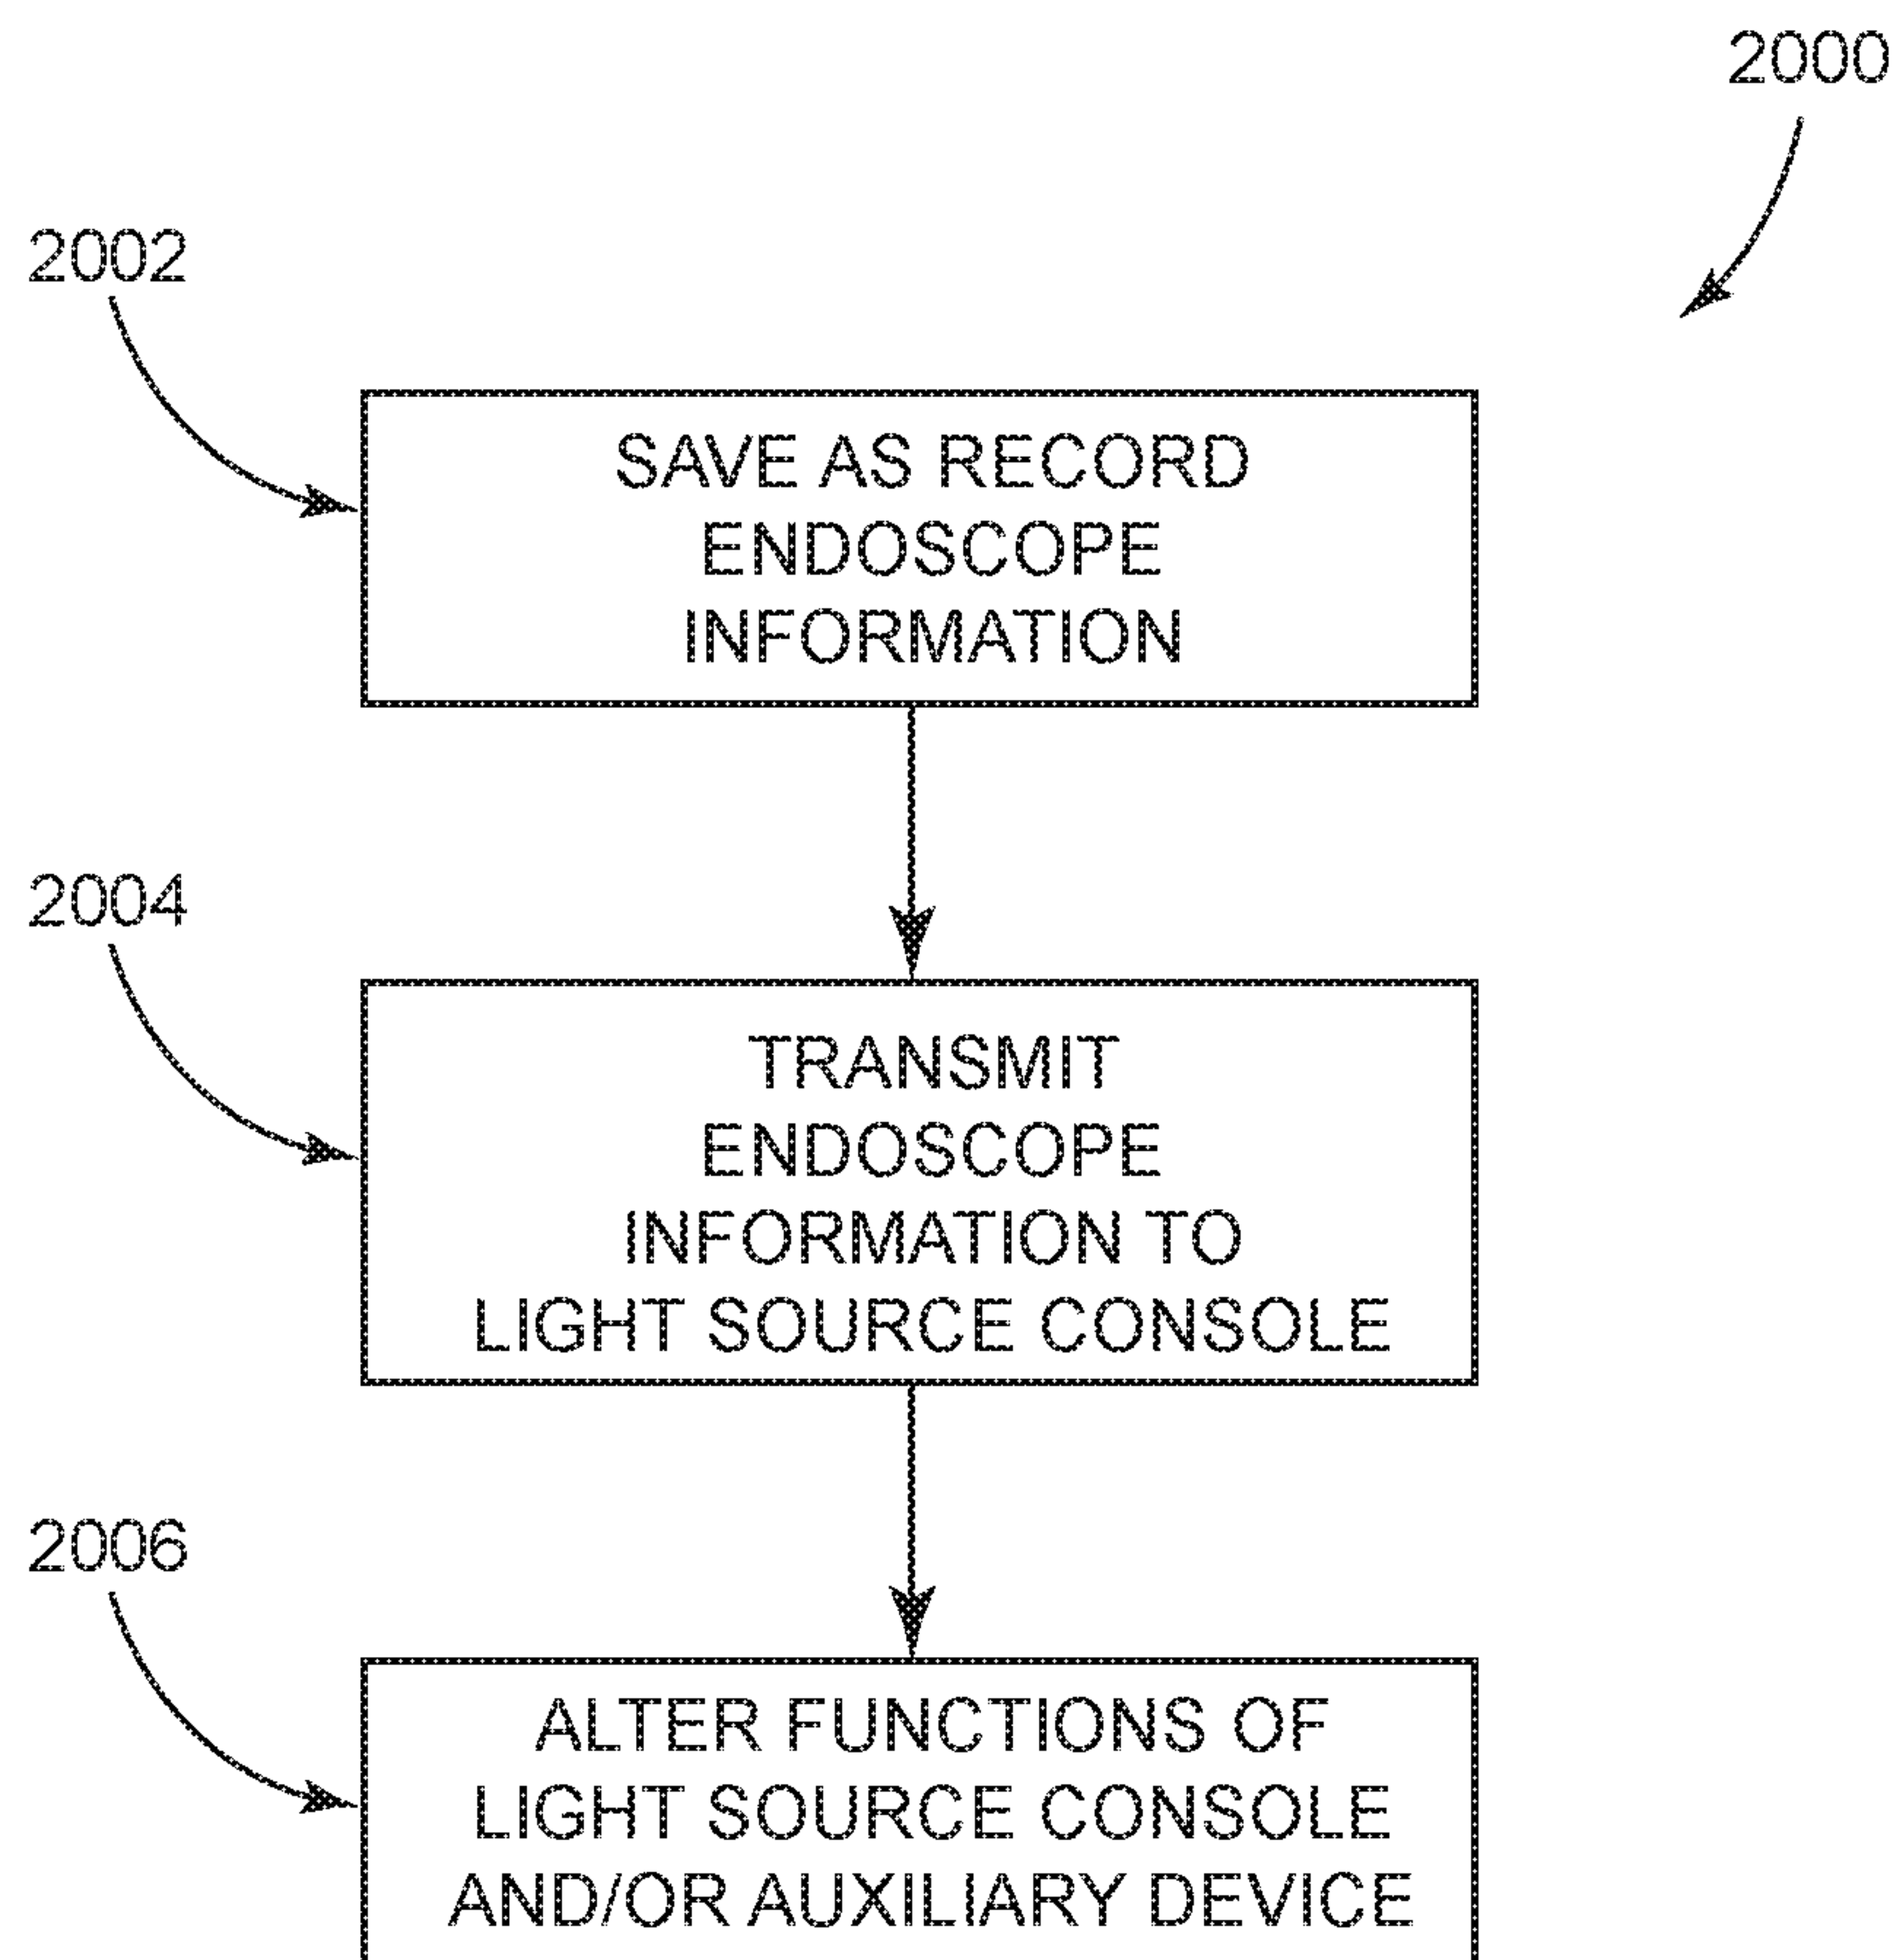 2000
2002
SAVE AS RECORD
ENDOSCOPE
INFORMATION
2004
TRANSMIT
ENDOSCOPE
INFORMATION TO
LIGHT SOURCE CONSOLE
2006
ALTER FUNCTIONS OF
LIGHT SOURCE CONSOLE
AND/OR AUXILIARY DEVICE